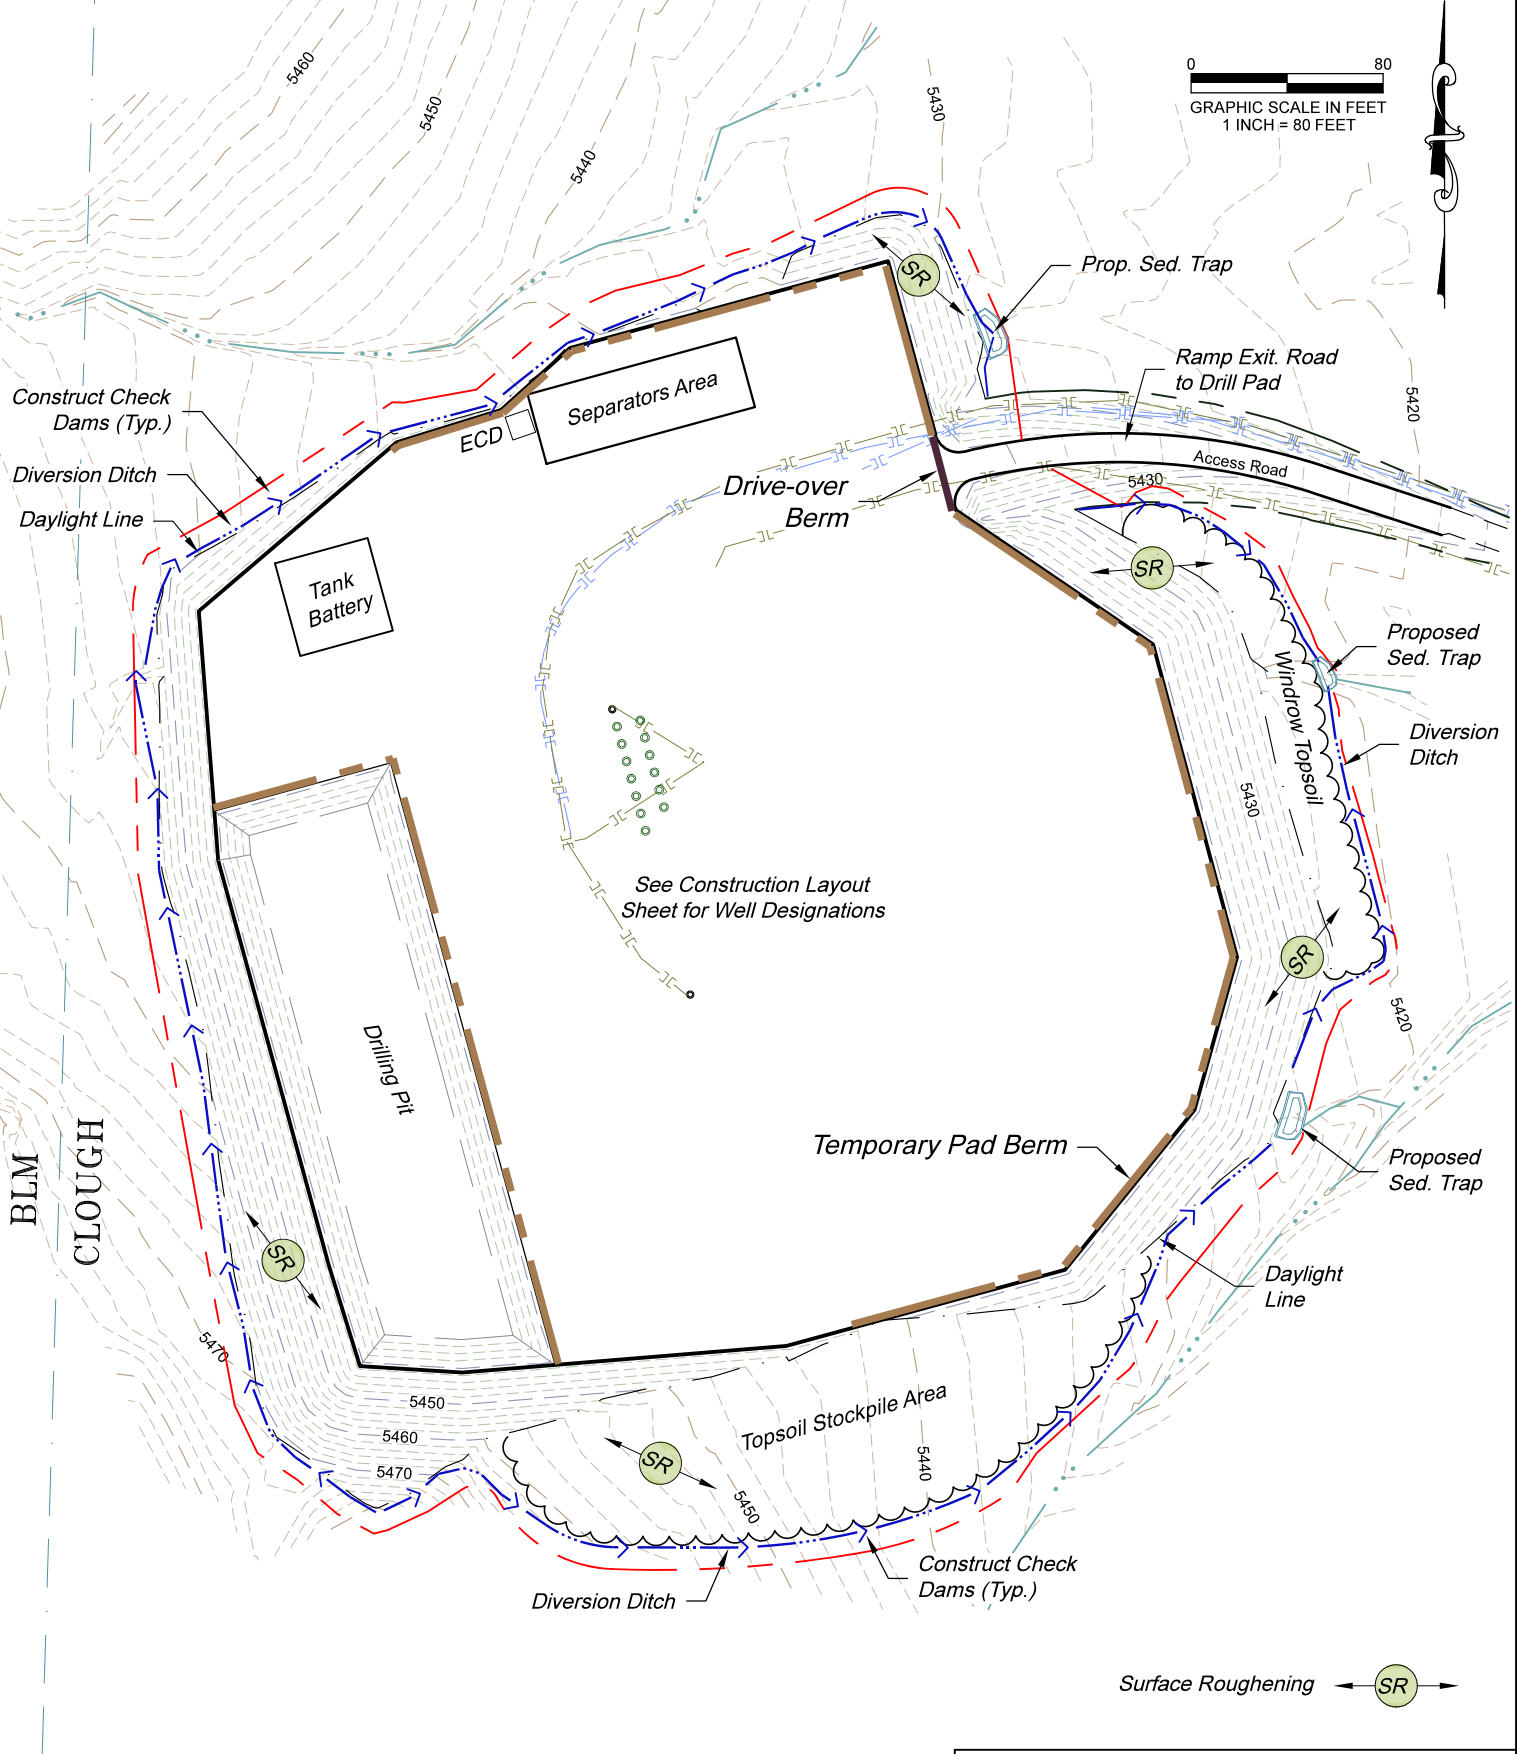 0 80
GRAPHIC SCALE IN FEET
1 INCH = 80 FEET
5460
5450
5440
5430
SR
Prop. Sed. Trap
Ramp Exit. Road
to Drill Pad
5420
Construct Check
Dams (Typ.)
Diversion Ditch
Daylight Line
Separators Area
ECD
Access Road
5430
Drive-over
Berm
SR
Tank
Battery
Proposed
Sed. Trap
Windrow Topsoil
Diversion
Ditch
5430
See Construction Layout
Sheet for Well Designations
SR
5420
Drilling Pit
Temporary Pad Berm
Proposed
Sed. Trap
BLM
CLOUGH
SR
Daylight
Line
5470
5450
5460
5470
Topsoil Stockpile Area
SR
5440
5450
Construct Check
Dams (Typ.)
Diversion Ditch
Surface Roughening SR